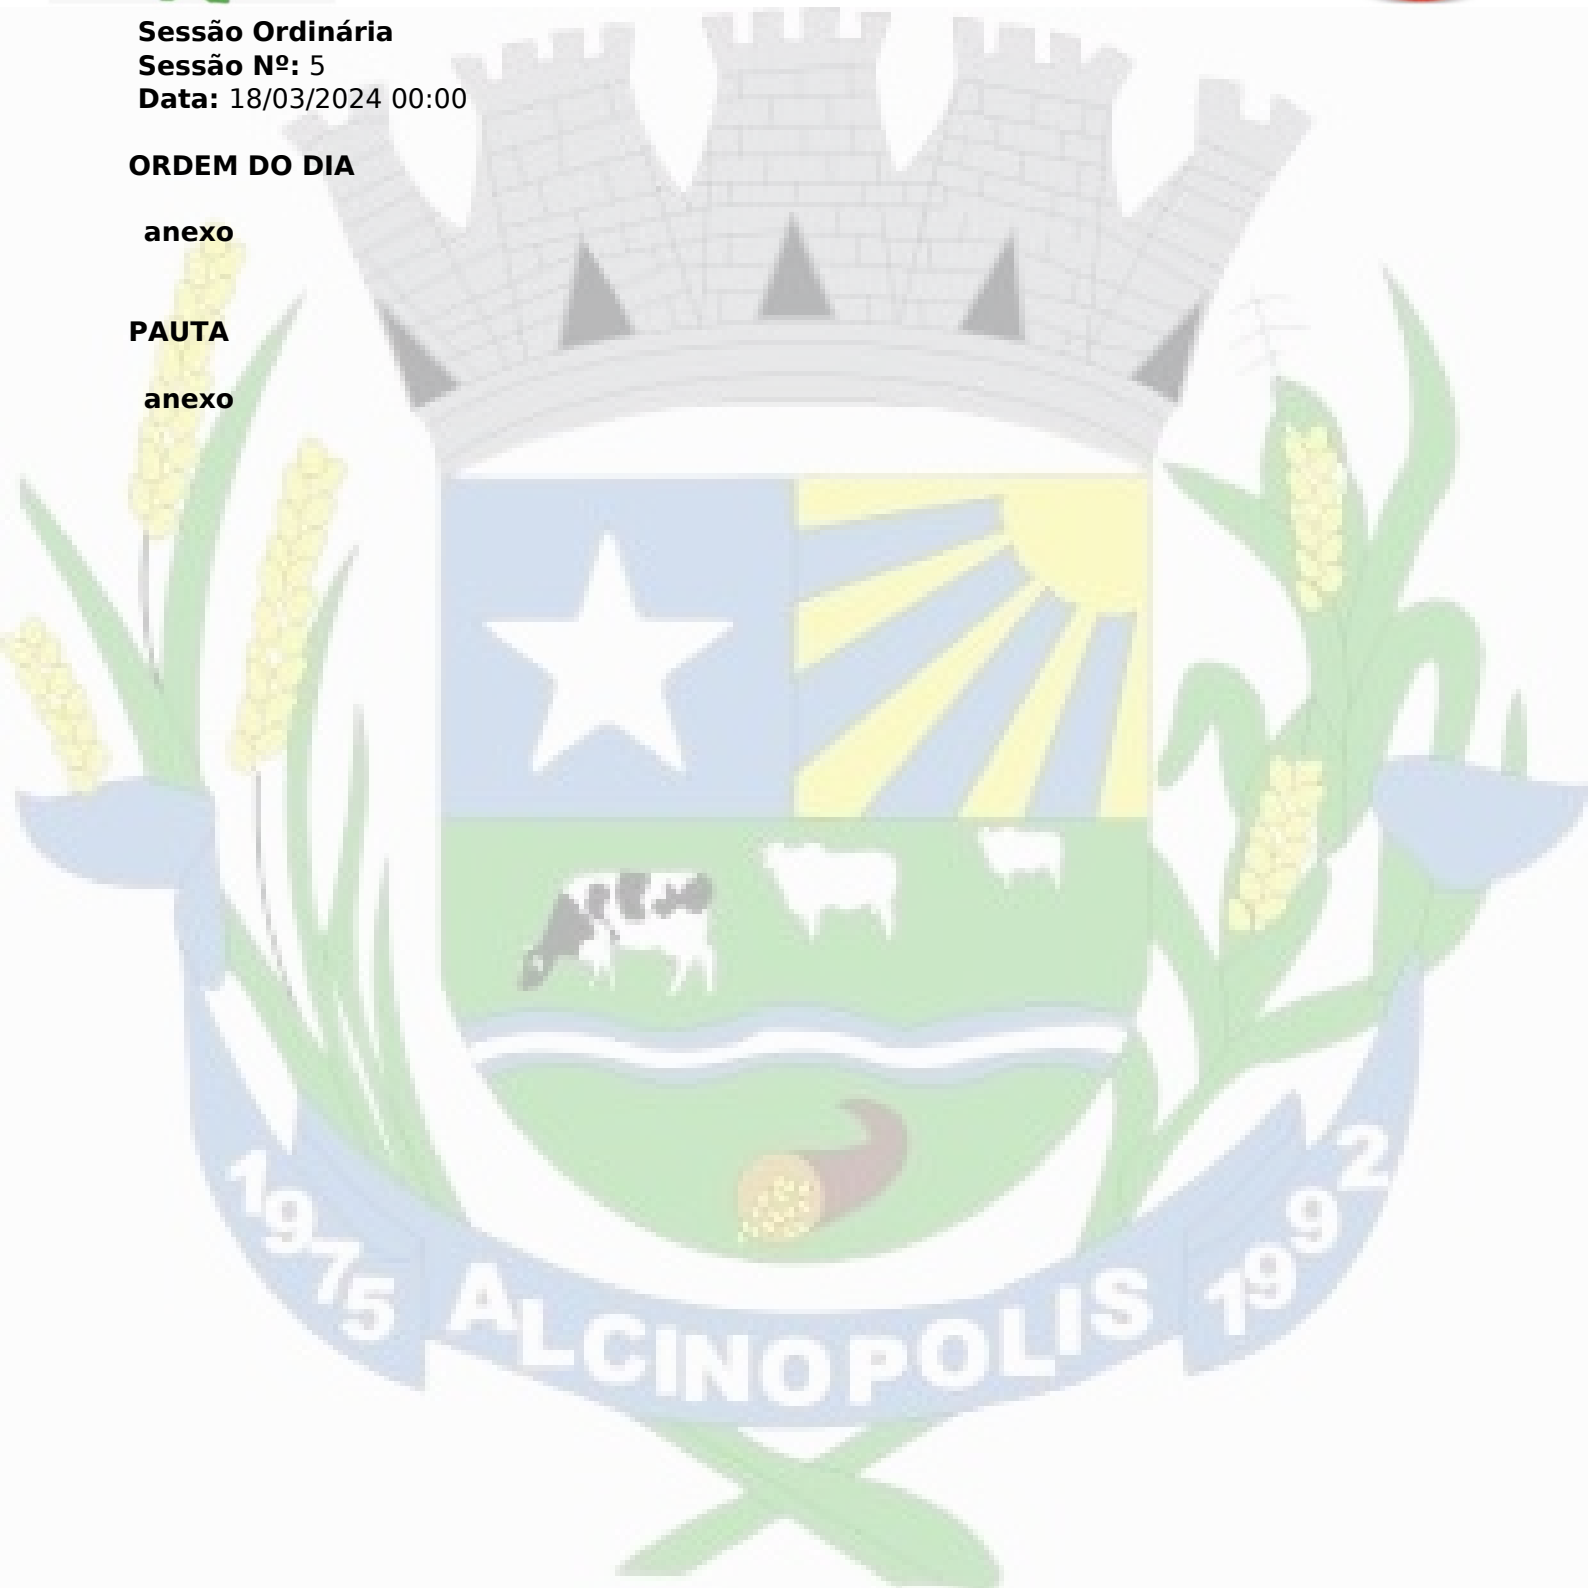 Sessão Ordinária
Sessão Nº: 5
Data: 18/03/2024 00:00
ORDEM DO DIA
anexo
PAUTA
anexo
1975 ALCINOPOLIS 1992